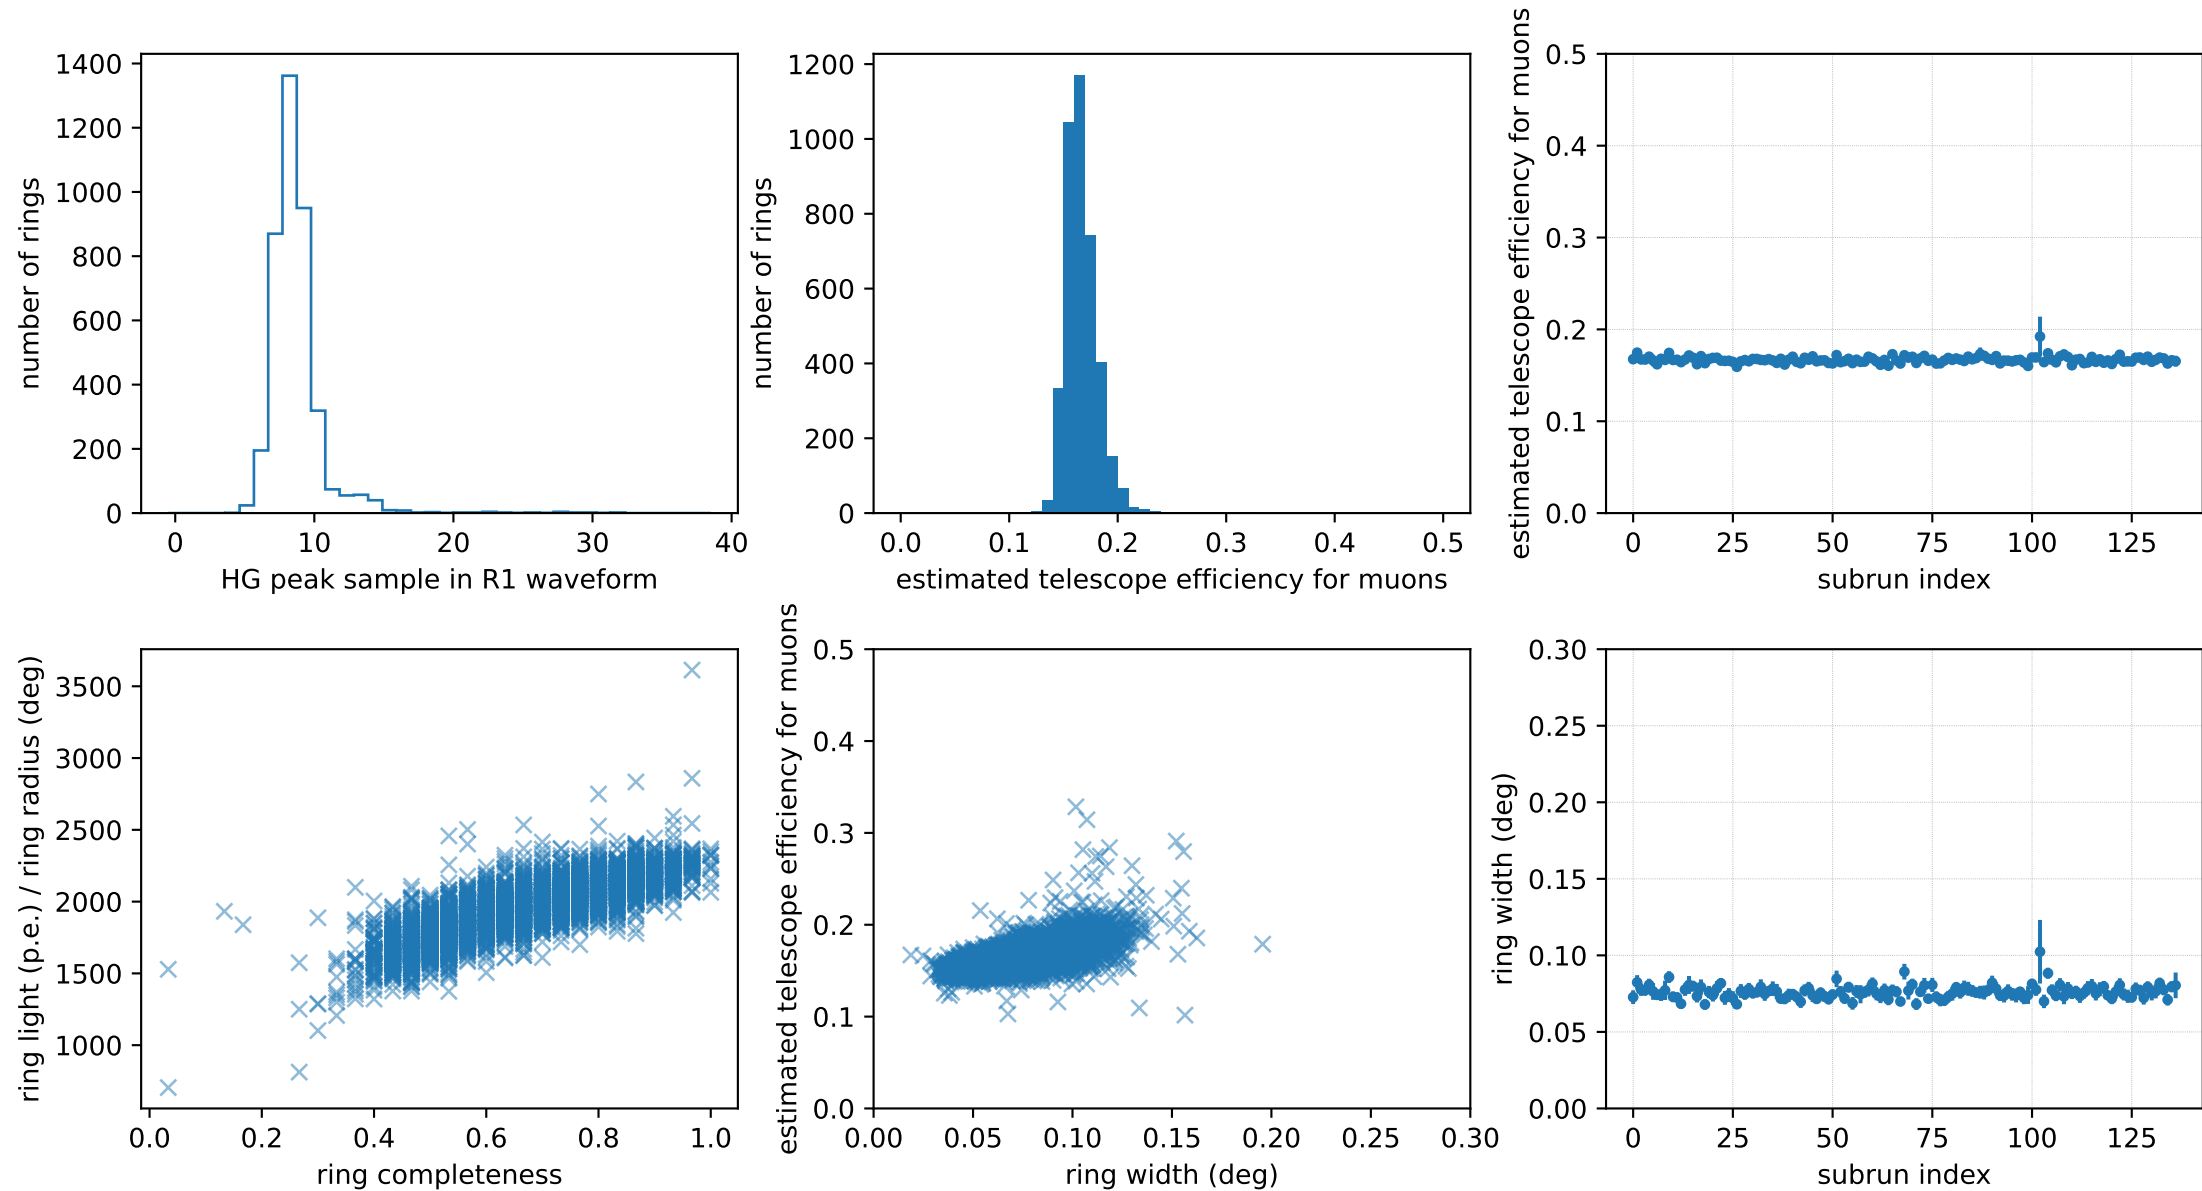 1400
1200
1000
800
600
400
200
0
number of rings
0 10 20 30 40
HG peak sample in R1 waveform
1200
1000
800
600
400
200
0
number of rings
0.0 0.1 0.2 0.3 0.4 0.5
estimated telescope efficiency for muons
0.5
0.4
0.3
0.2
0.1
0.0
estimated telescope efficiency for muons
0 25 50 75 100 125
subrun index
3500
3000
2500
2000
1500
1000
ring light (p.e.) / ring radius (deg)
0.0 0.2 0.4 0.6 0.8 1.0
ring completeness
0.5
0.4
0.3
0.2
0.1
0.0
estimated telescope efficiency for muons
0.00 0.05 0.10 0.15 0.20 0.25 0.30
ring width (deg)
0.30
0.25
0.20
0.15
0.10
0.05
0.00
ring width (deg)
0 25 50 75 100 125
subrun index